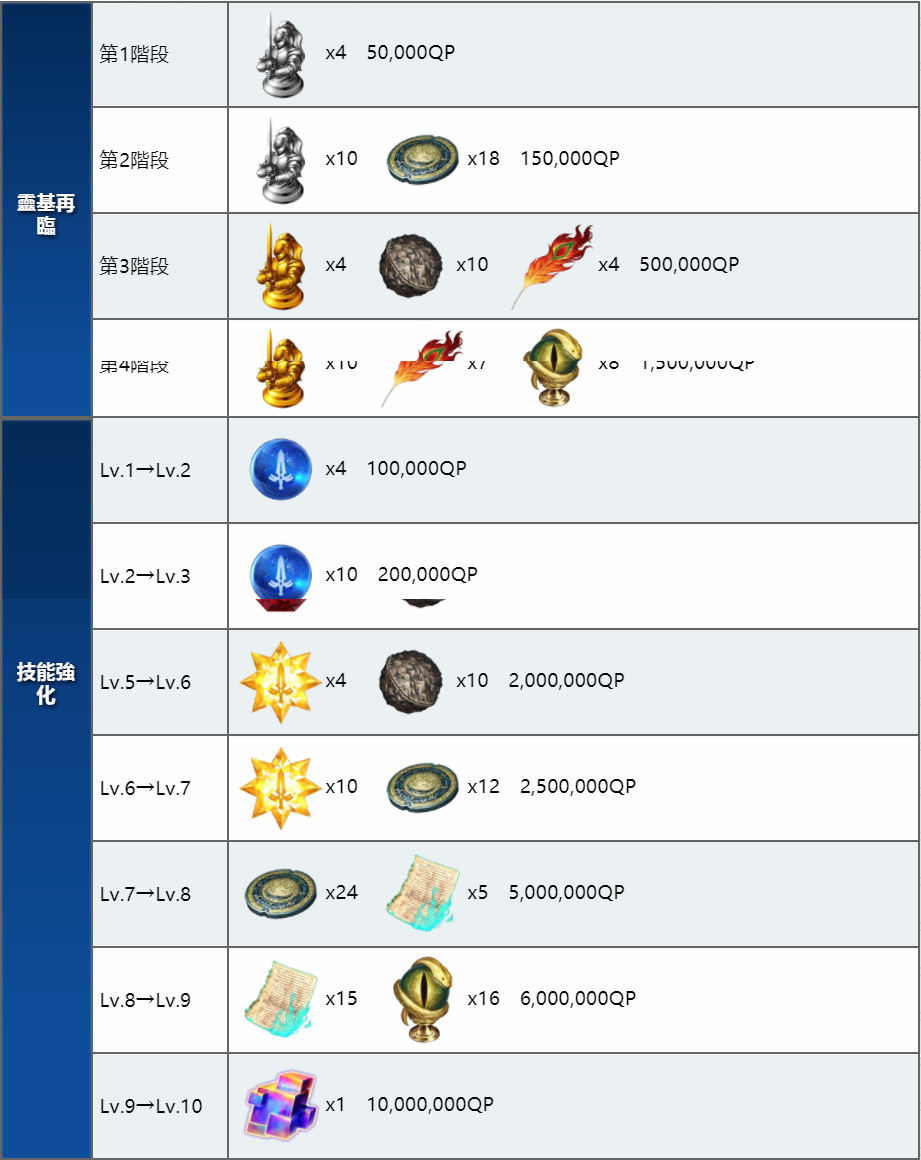 靈基再
臨
第1階段 x4 50,000QP
第2階段 x10 x18 150,000QP
第3階段 x4 x10 x4 500,000QP
第4階段 x10 x7 x8 1,500,000QP
技能強
化
Lv.1→Lv.2 x4 100,000QP
Lv.2→Lv.3 x10 200,000QP
Lv.5→Lv.6 x4 x10 2,000,000QP
Lv.6→Lv.7 x10 x12 2,500,000QP
Lv.7→Lv.8 x24 x5 5,000,000QP
Lv.8→Lv.9 x15 x16 6,000,000QP
Lv.9→Lv.10 x1 10,000,000QP